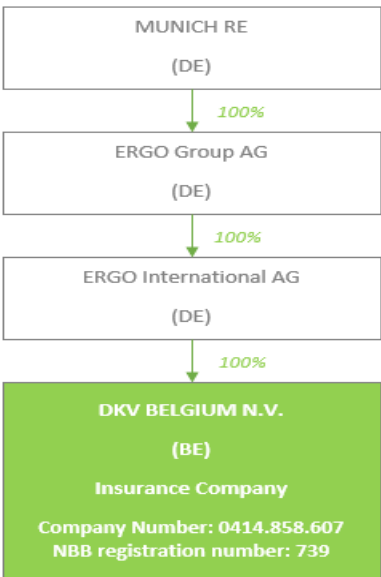 MUNICH RE
(DE)
100%
ERGO Group AG
(DE)
100%
ERGO International AG
(DE)
100%
DKV BELGIUM N.V.
(BE)
Insurance Company
Company Number: 0414.858.607
NBB registration number: 739